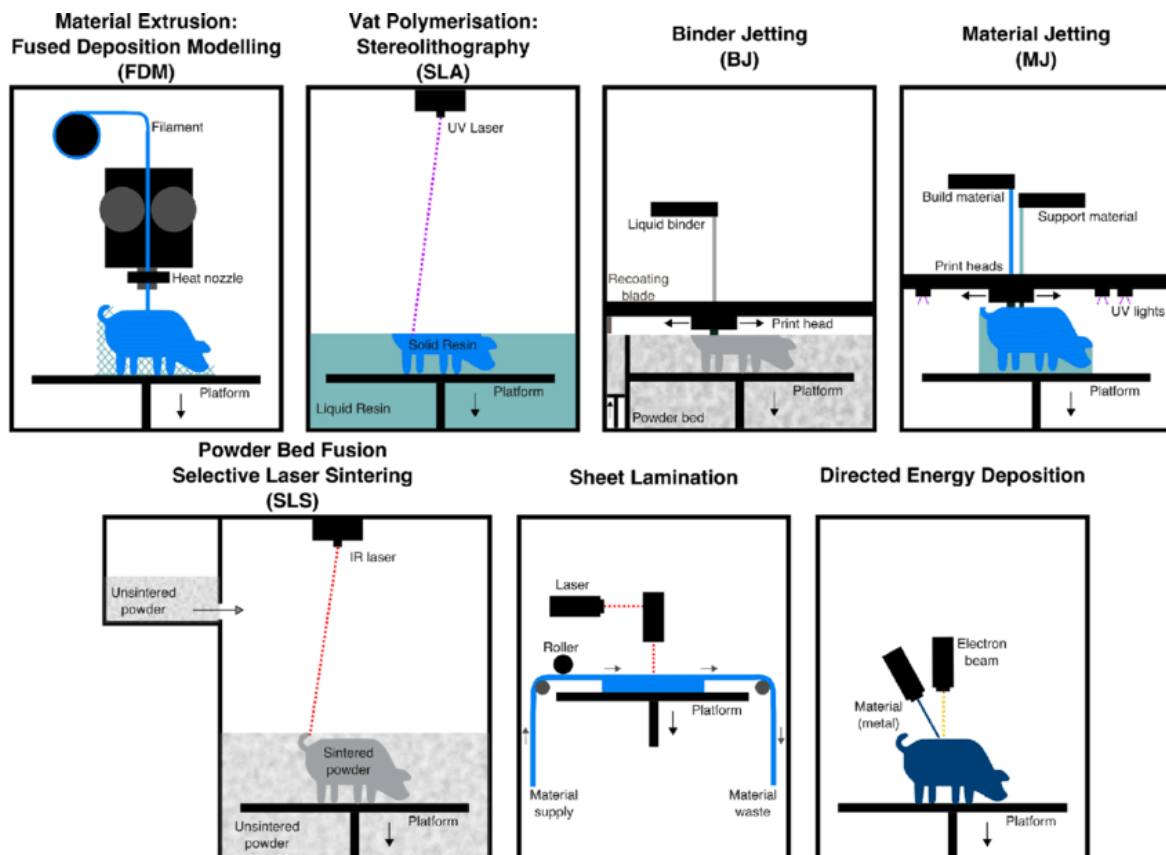 Material Extrusion:
Fused Deposition Modelling
(FDM)
Filament
Heat nozzle
Platform
Vat Polymerisation:
Stereolithography
(SLA)
UV Laser
Solid Resin
Platform
Liquid Resin
Binder Jetting
(BJ)
Liquid binder
Recoating
blade
Print head
Platform
Powder bed
Material Jetting
(MJ)
Build material
Support material
Print heads
UV lights
Platform
Powder Bed Fusion
Selective Laser Sintering
(SLS)
IR laser
Unsintered
powder
Sintered
powder
Platform
Unsintered
powder
Sheet Lamination
Laser
Roller
Platform
Material
supply
Material
waste
Directed Energy Deposition
Electron
beam
Material
(metal)
Platform